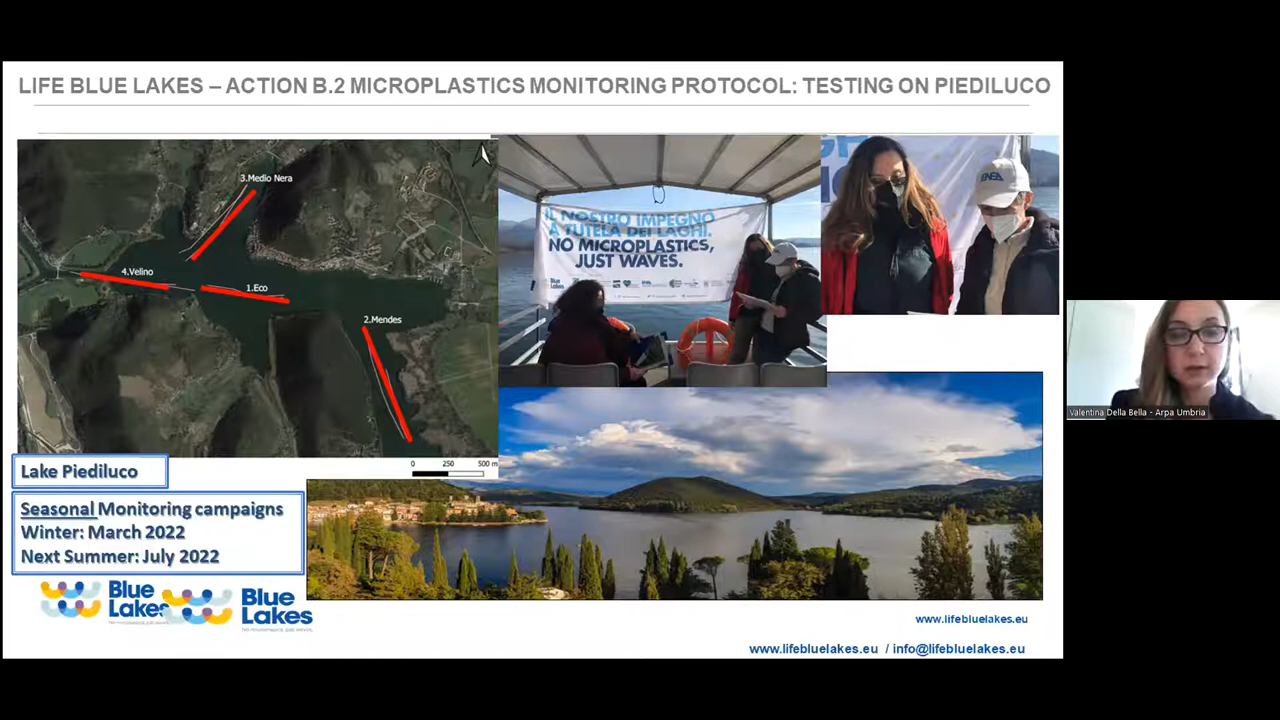 LIFE BLUE LAKES – ACTION B.2 MICROPLASTICS MONITORING PROTOCOL: TESTING ON PIEDILUCO
3.Medio Nera
4.Velino
1.Eco
2.Mendes
0 250 500 m
IL NOSTRO IMPEGNO
A TUTELA DEI LAGHI.
NO MICROPLASTICS,
JUST WAVES.
ENEA
Valentina Della Bella - Arpa Umbria
Lake Piediluco
Seasonal Monitoring campaigns
Winter: March 2022
Next Summer: July 2022
Blue
Lakes
Blue
Lakes
www.lifebluelakes.eu
www.lifebluelakes.eu / info@lifebluelakes.eu